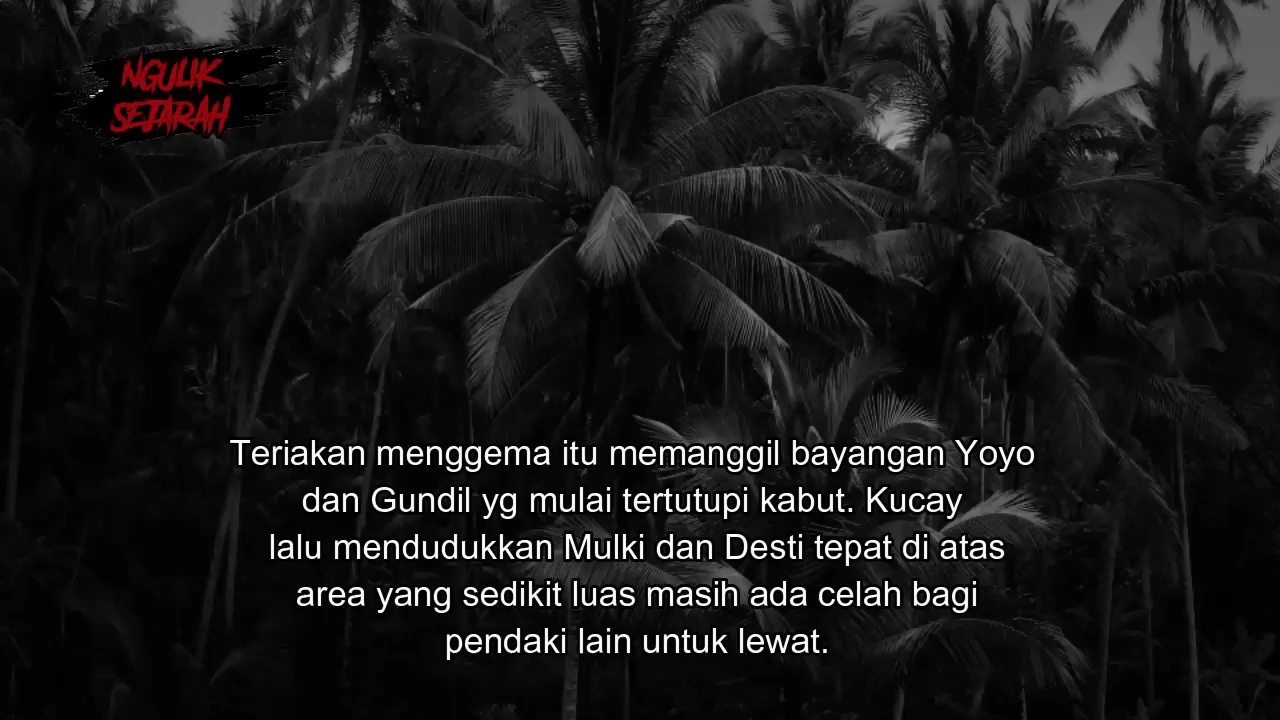 NGULIK
SEJARAH
Teriakan menggema itu memanggil bayangan Yoyo
dan Gundil yg mulai tertutupi kabut. Kucay
lalu mendudukkan Mulki dan Desti tepat di atas
area yang sedikit luas masih ada celah bagi
pendaki lain untuk lewat.